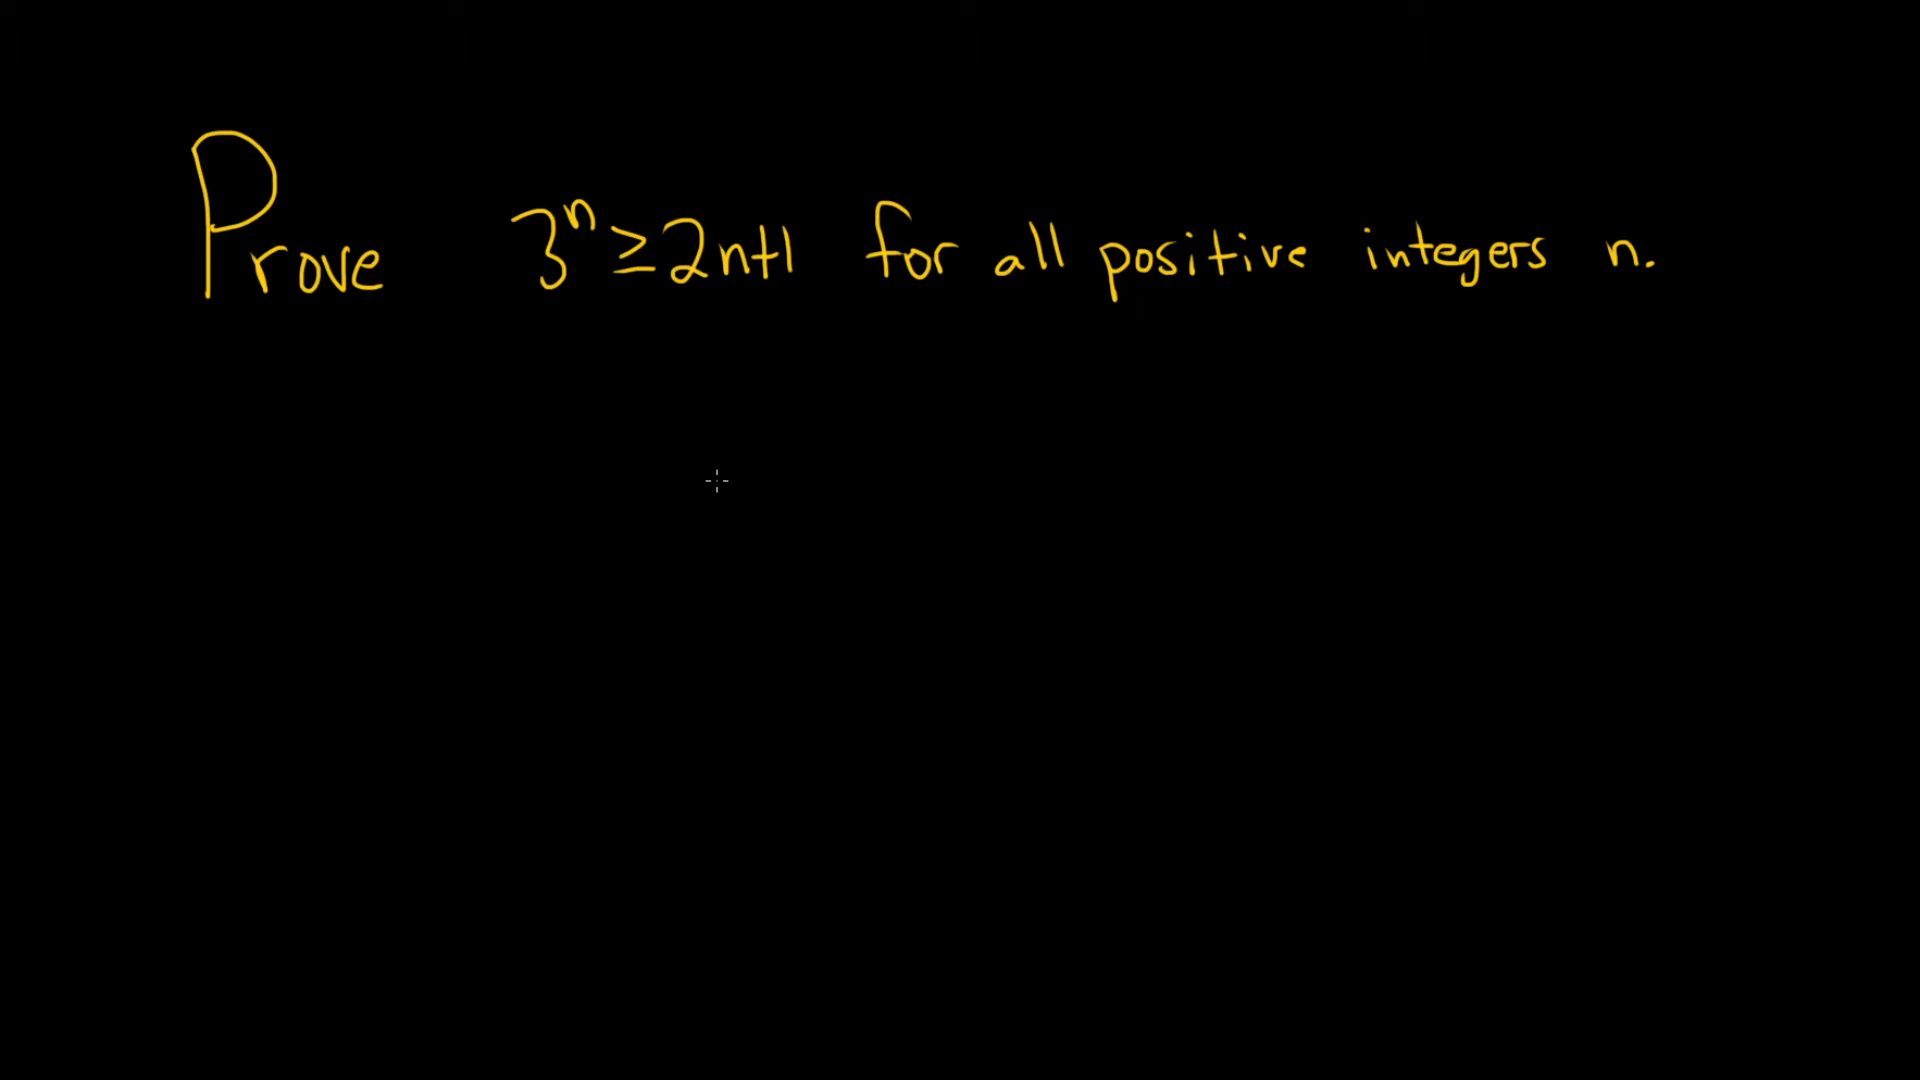 Prove 3ⁿ ≥ 2n+1 for all positive integers n.